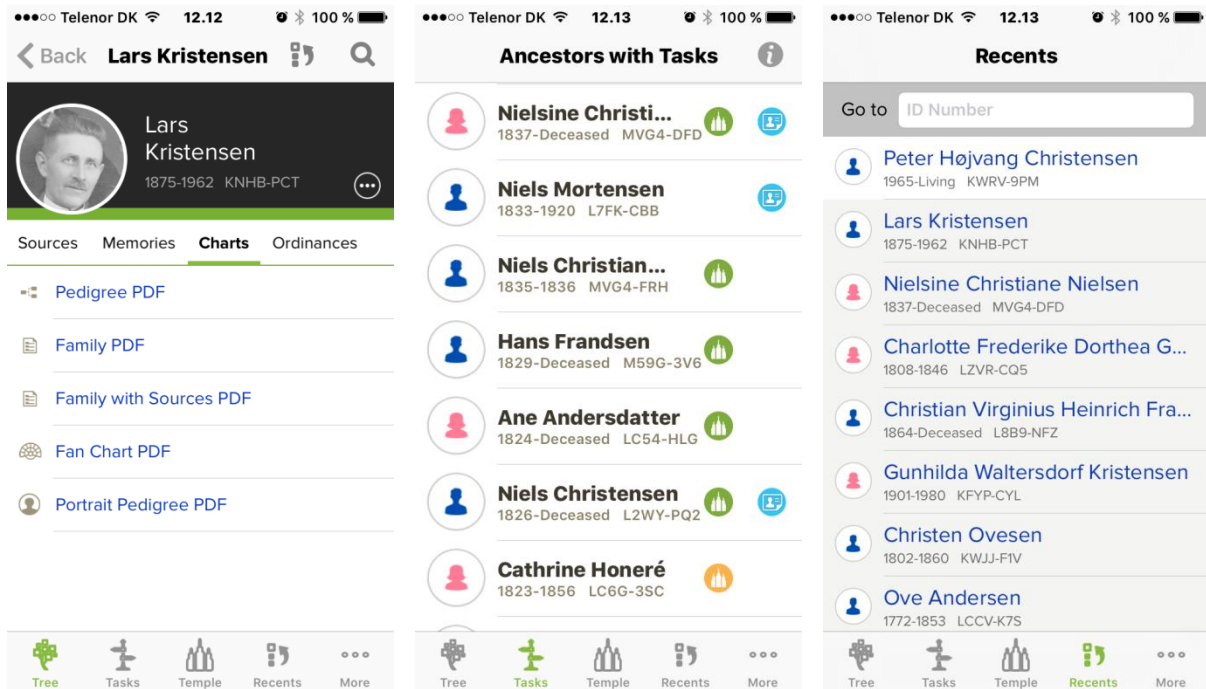 Telenor DK 12.12 100 %
Back Lars Kristensen
Lars
Kristensen
1875-1962 KNHB-PCT
Sources Memories Charts Ordinances
Pedigree PDF
Family PDF
Family with Sources PDF
Fan Chart PDF
Portrait Pedigree PDF
Tree Tasks Temple Recents More
Telenor DK 12.13 100 %
Ancestors with Tasks
Nielsine Christi...
1837-Deceased MVG4-DFD
Niels Mortensen
1833-1920 L7FK-CBB
Niels Christian...
1835-1836 MVG4-FRH
Hans Frandsen
1829-Deceased M59G-3V6
Ane Andersdatter
1824-Deceased LC54-HLG
Niels Christensen
1826-Deceased L2WY-PQ2
Cathrine Honeré
1823-1856 LC6G-3SC
Tree Tasks Temple Recents More
Telenor DK 12.13 100 %
Recents
Go to ID Number
Peter Højvang Christensen
1965-Living KWRV-9PM
Lars Kristensen
1875-1962 KNHB-PCT
Nielsine Christiane Nielsen
1837-Deceased MVG4-DFD
Charlotte Frederike Dorthea G...
1808-1846 LZVR-CQ5
Christian Virginius Heinrich Fra...
1864-Deceased L8B9-NFZ
Gunhilda Waltersdorf Kristensen
1901-1980 KFYP-CYL
Christen Ovesen
1802-1860 KWJJ-F1V
Ove Andersen
1772-1853 LCCV-K7S
Tree Tasks Temple Recents More